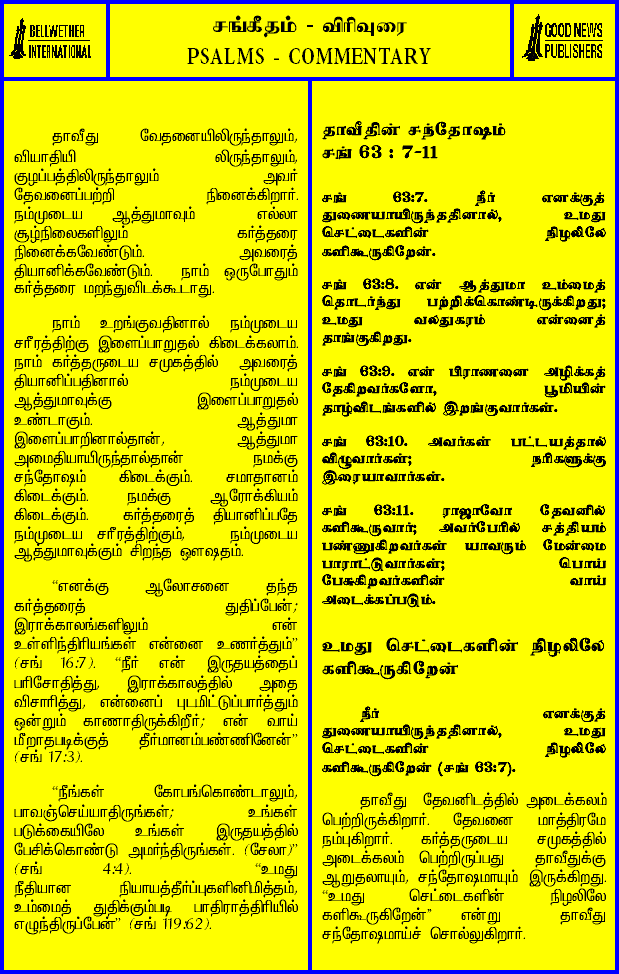 BELLWETHER
INTERNATIONAL
சங்கீதம் - விரிவுரை
PSALMS - COMMENTARY
GOOD NEWS
PUBLISHERS
தாவீது வேதனையிலிருந்தாலும்,
வியாதியி லிருந்தாலும்,
குழப்பத்திலிருந்தாலும் அவர்
தேவனைப்பற்றி நினைக்கிறார்.
நம்முடைய ஆத்துமாவும் எல்லா
சூழ்நிலைகளிலும் கர்த்தரை
நினைக்கவேண்டும். அவரைத்
தியானிக்கவேண்டும். நாம் ஒருபோதும்
கர்த்தரை மறந்துவிடக்கூடாது.
நாம் உறங்குவதினால் நம்முடைய
சரீரத்திற்கு இளைப்பாறுதல் கிடைக்கலாம்.
நாம் கர்த்தருடைய சமுகத்தில் அவரைத்
தியானிப்பதினால் நம்முடைய
ஆத்துமாவுக்கு இளைப்பாறுதல்
உண்டாகும். ஆத்துமா
இளைப்பாறினால்தான், ஆத்துமா
அமைதியாயிருந்தால்தான் நமக்கு
சந்தோஷம் கிடைக்கும். சமாதானம்
கிடைக்கும். நமக்கு ஆரோக்கியம்
கிடைக்கும். கர்த்தரைத் தியானிப்பதே
நம்முடைய சரீரத்திற்கும், நம்முடைய
ஆத்துமாவுக்கும் சிறந்த ஔஷதம்.
“எனக்கு ஆலோசனை தந்த
கர்த்தரைத் துதிப்பேன்;
இராக்காலங்களிலும் என்
உள்ளிந்திரியங்கள் என்னை உணர்த்தும்”
(சங் 16:7). “நீர் என் இருதயத்தைப்
பரிசோதித்து, இராக்காலத்தில் அதை
விசாரித்து, என்னைப் புடமிட்டுப்பார்த்தும்
ஒன்றும் காணாதிருக்கிறீர்; என் வாய்
மீறாதபடிக்குத் தீர்மானம்பண்ணினேன்”
(சங் 17:3).
“நீங்கள் கோபங்கொண்டாலும்,
பாவஞ்செய்யாதிருங்கள்; உங்கள்
படுக்கையிலே உங்கள் இருதயத்தில்
பேசிக்கொண்டு அமர்ந்திருங்கள். (சேலா)”
(சங் 4:4). “உமது
நீதியான நியாயத்தீர்ப்புகளினிமித்தம்,
உம்மைத் துதிக்கும்படி பாதிராத்திரியில்
எழுந்திருப்பேன்” (சங் 119:62).
தாவீதின் சந்தோஷம்
சங் 63 : 7-11
சங் 63:7. நீர் எனக்குத்
துணையாயிருந்ததினால், உமது
செட்டைகளின் நிழலிலே
களிகூருகிறேன்.
சங் 63:8. என் ஆத்துமா உம்மைத்
தொடர்ந்து பற்றிக்கொண்டிருக்கிறது;
உமது வலதுகரம் என்னைத்
தாங்குகிறது.
சங் 63:9. என் பிராணனை அழிக்கத்
தேடுகிறவர்களோ, பூமியின்
தாழ்விடங்களில் இறங்குவார்கள்.
சங் 63:10. அவர்கள் பட்டயத்தால்
விழுவார்கள்; நரிகளுக்கு
இரையாவார்கள்.
சங் 63:11. ராஜாவோ தேவனில்
களிகூருவார்; அவர்பேரில் சத்தியம்
பண்ணுகிறவர்கள் யாவரும் மேன்மை
பாராட்டுவார்கள்; பொய்
பேசுகிறவர்களின் வாய்
அடைக்கப்படும்.
உமது செட்டைகளின் நிழலிலே
களிகூருகிறேன்
நீர் எனக்குத்
துணையாயிருந்ததினால், உமது
செட்டைகளின் நிழலிலே
களிகூருகிறேன் (சங் 63:7).
தாவீது தேவனிடத்தில் அடைக்கலம்
பெற்றிருக்கிறார். தேவனை மாத்திரமே
நம்புகிறார். கர்த்தருடைய சமுகத்தில்
அடைக்கலம் பெற்றிருப்பது தாவீதுக்கு
ஆறுதலாயும், சந்தோஷமாயும் இருக்கிறது.
“உமது செட்டைகளின் நிழலிலே
களிகூருகிறேன்” என்று தாவீது
சந்தோஷமாய்ச் சொல்லுகிறார்.